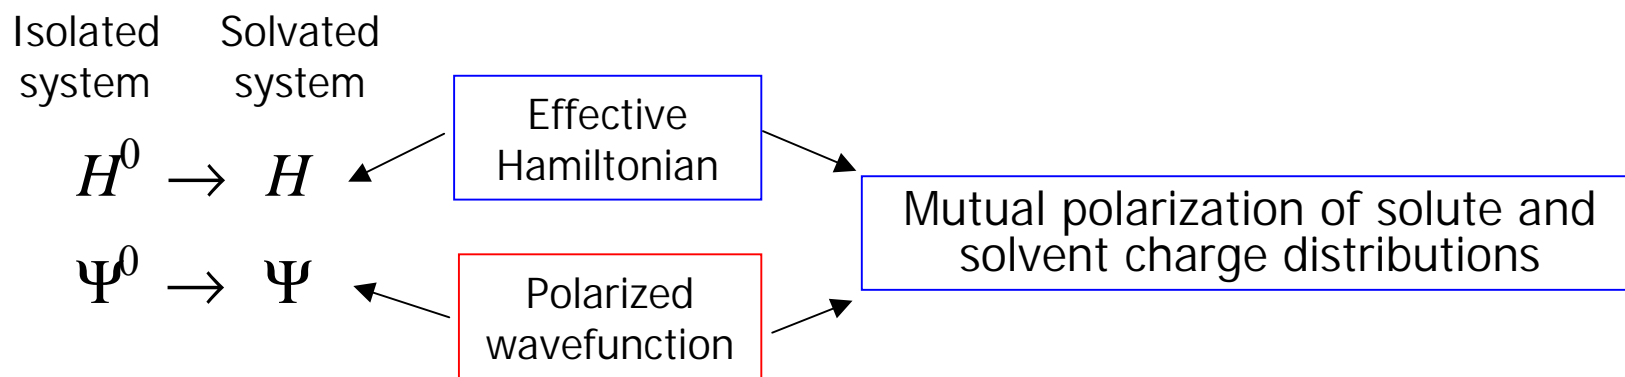 Isolated Solvated
system system
H⁰ → H
Ψ⁰ → Ψ
Effective
Hamiltonian
Polarized
wavefunction
Mutual polarization of solute and
solvent charge distributions